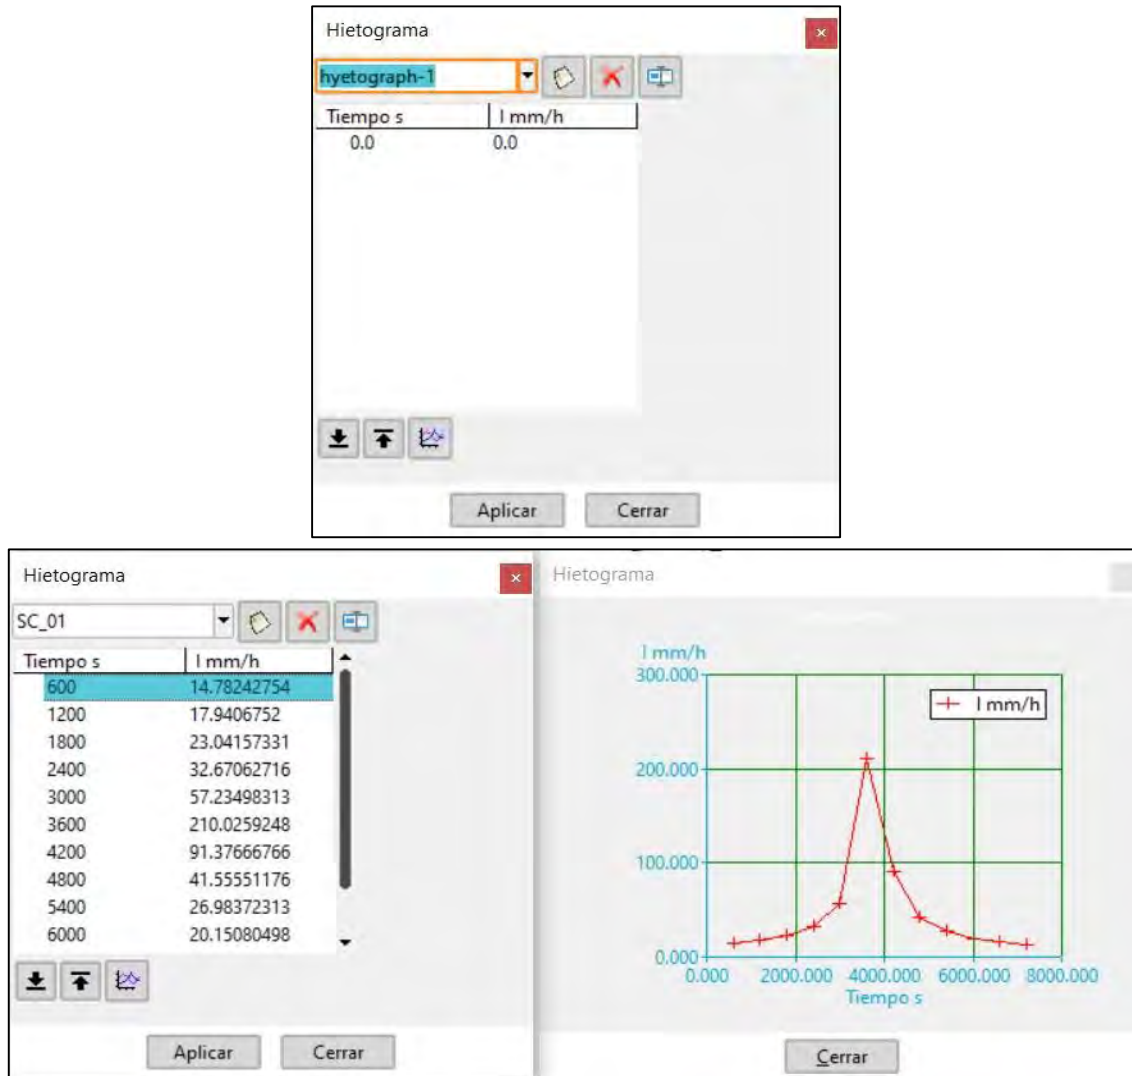 Hietograma
hyetograph-1
Tiempo s I mm/h
0.0 0.0
Aplicar Cerrar
Hietograma
SC_01
Tiempo s I mm/h
600 14.78242754
1200 17.9406752
1800 23.04157331
2400 32.67062716
3000 57.23498313
3600 210.0259248
4200 91.37666766
4800 41.55551176
5400 26.98372313
6000 20.15080498
Aplicar Cerrar
Hietograma
I mm/h
300.000
I mm/h
200.000
100.000
0.000
0.000 2000.000 4000.000 6000.000 8000.000
Tiempo s
Cerrar